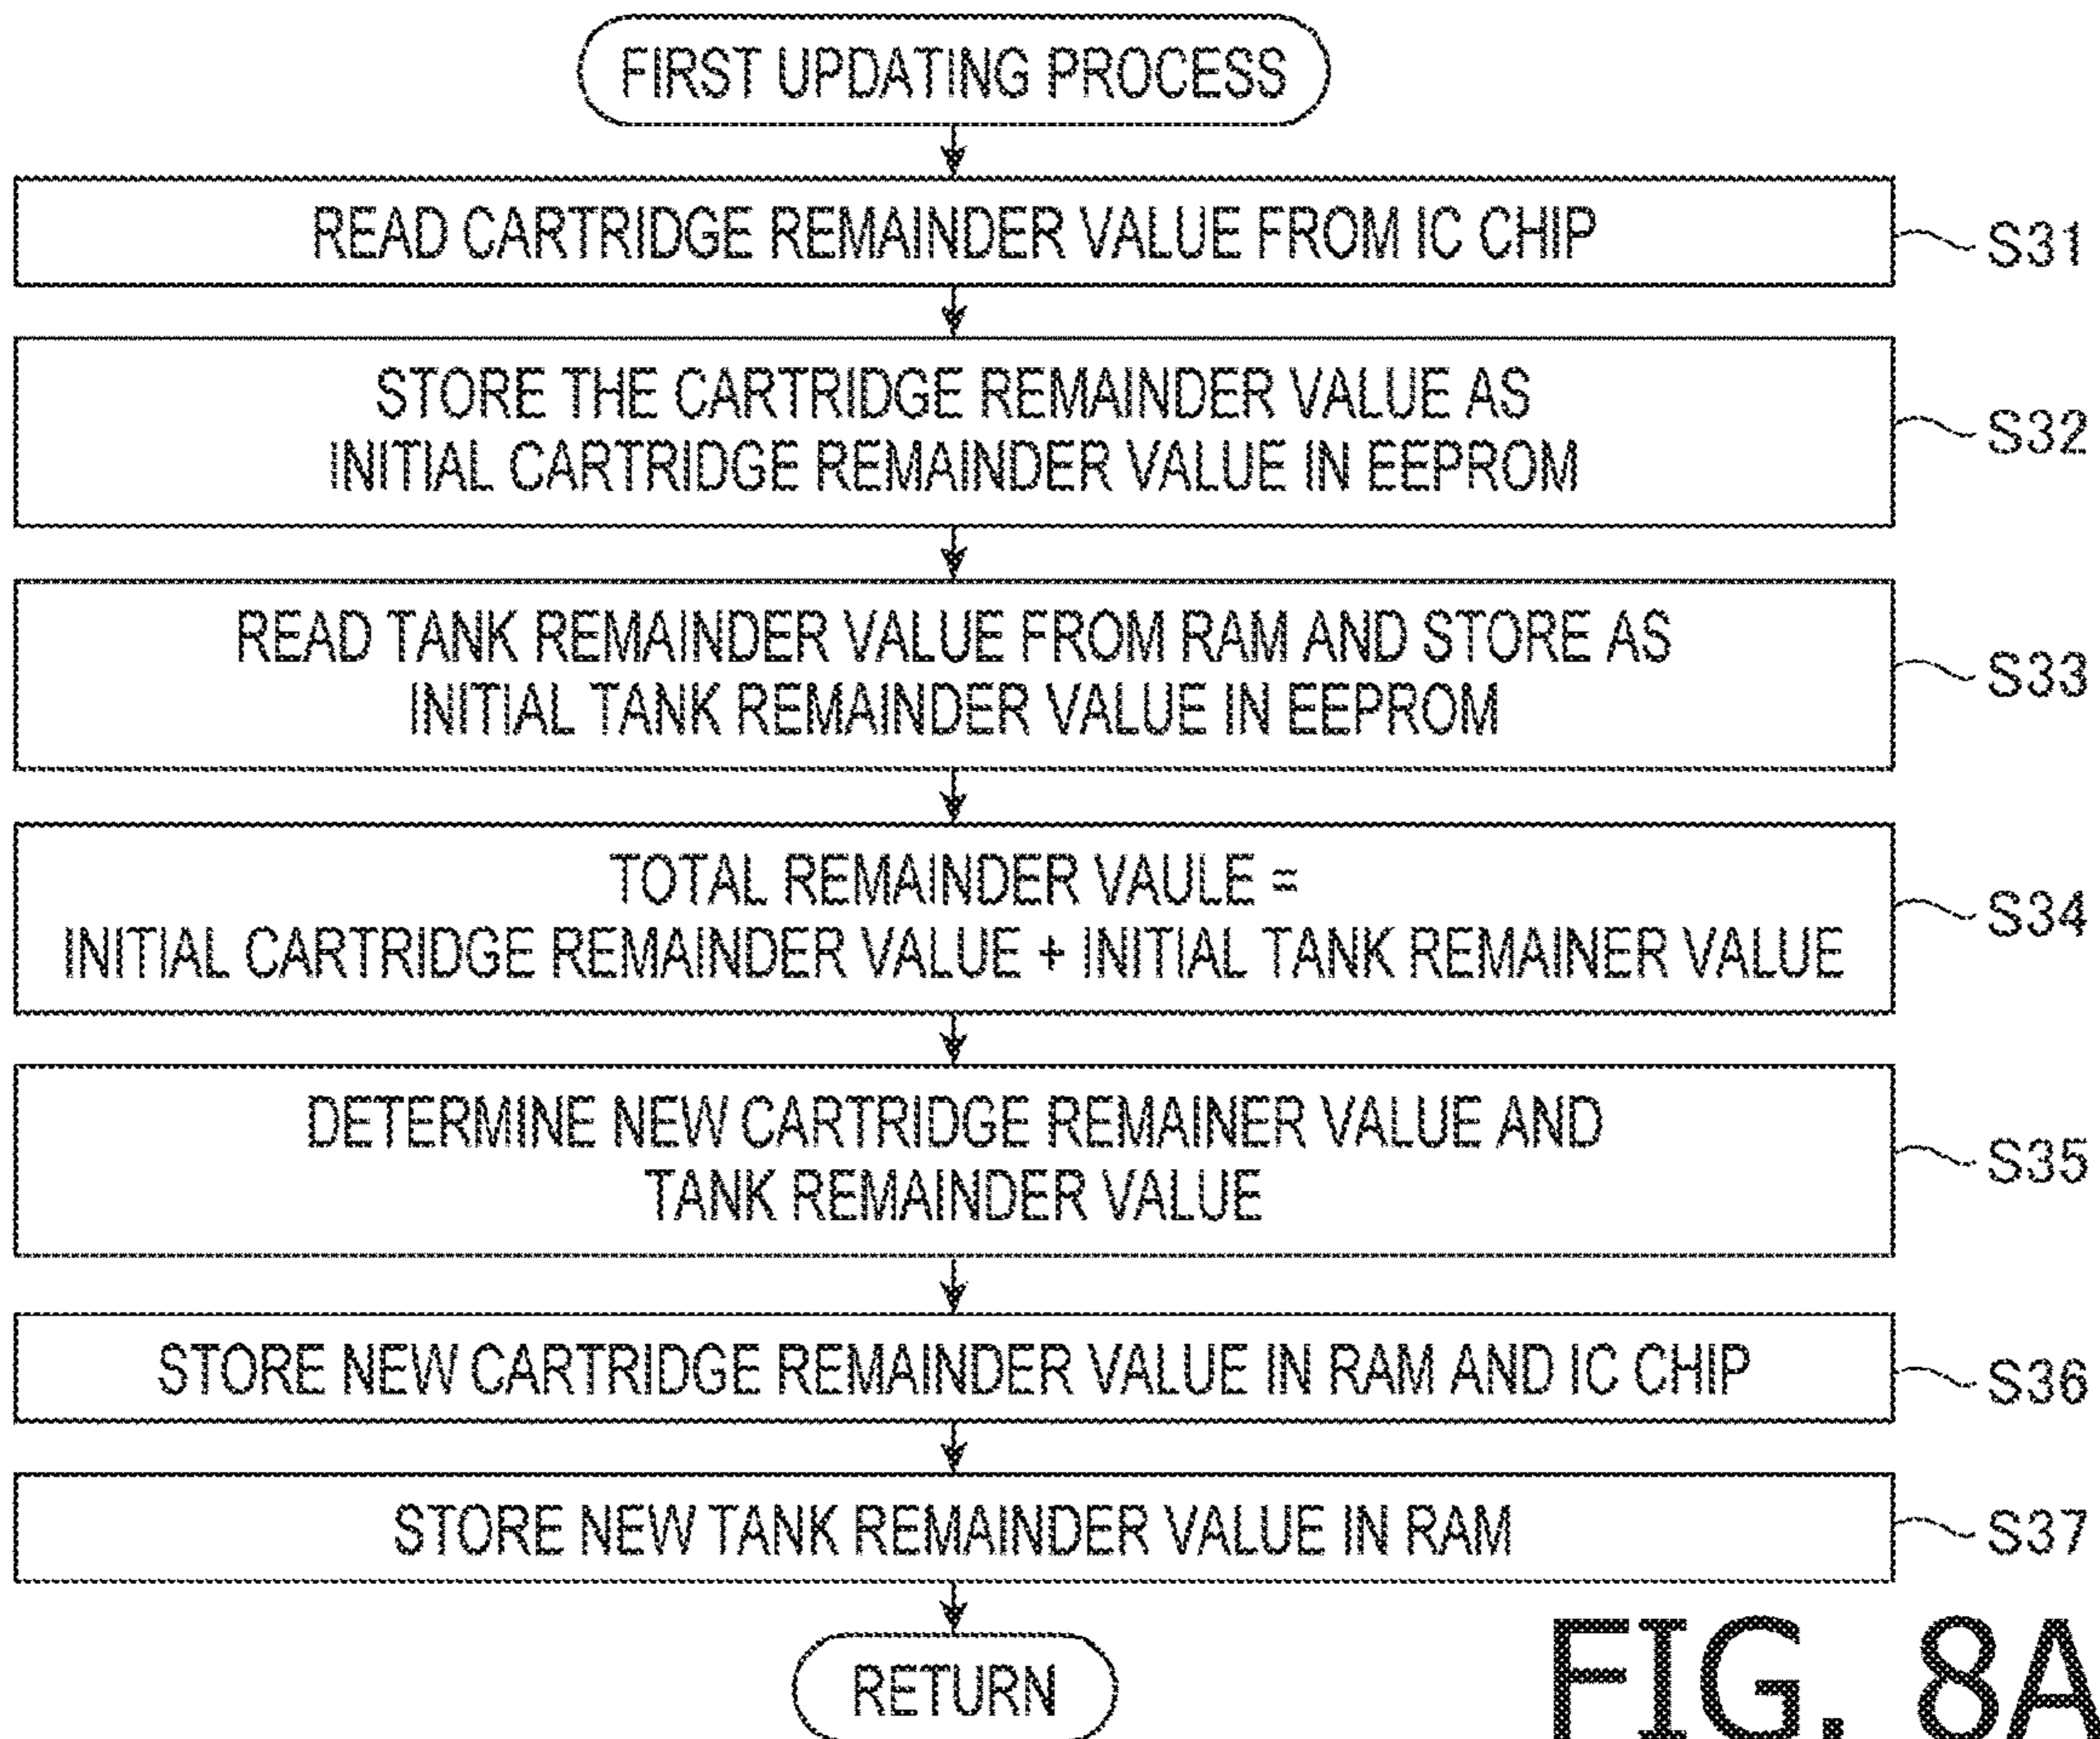 FIRST UPDATING PROCESS
READ CARTRIDGE REMAINDER VALUE FROM IC CHIP
S31
STORE THE CARTRIDGE REMAINDER VALUE AS
INITIAL CARTRIDGE REMAINDER VALUE IN EEPROM
S32
READ TANK REMAINDER VALUE FROM RAM AND STORE AS
INITIAL TANK REMAINDER VALUE IN EEPROM
S33
TOTAL REMAINDER VAULE =
INITIAL CARTRIDGE REMAINDER VALUE + INITIAL TANK REMAINER VALUE
S34
DETERMINE NEW CARTRIDGE REMAINER VALUE AND
TANK REMAINDER VALUE
S35
STORE NEW CARTRIDGE REMAINDER VALUE IN RAM AND IC CHIP
S36
STORE NEW TANK REMAINDER VALUE IN RAM
S37
RETURN
FIG. 8A